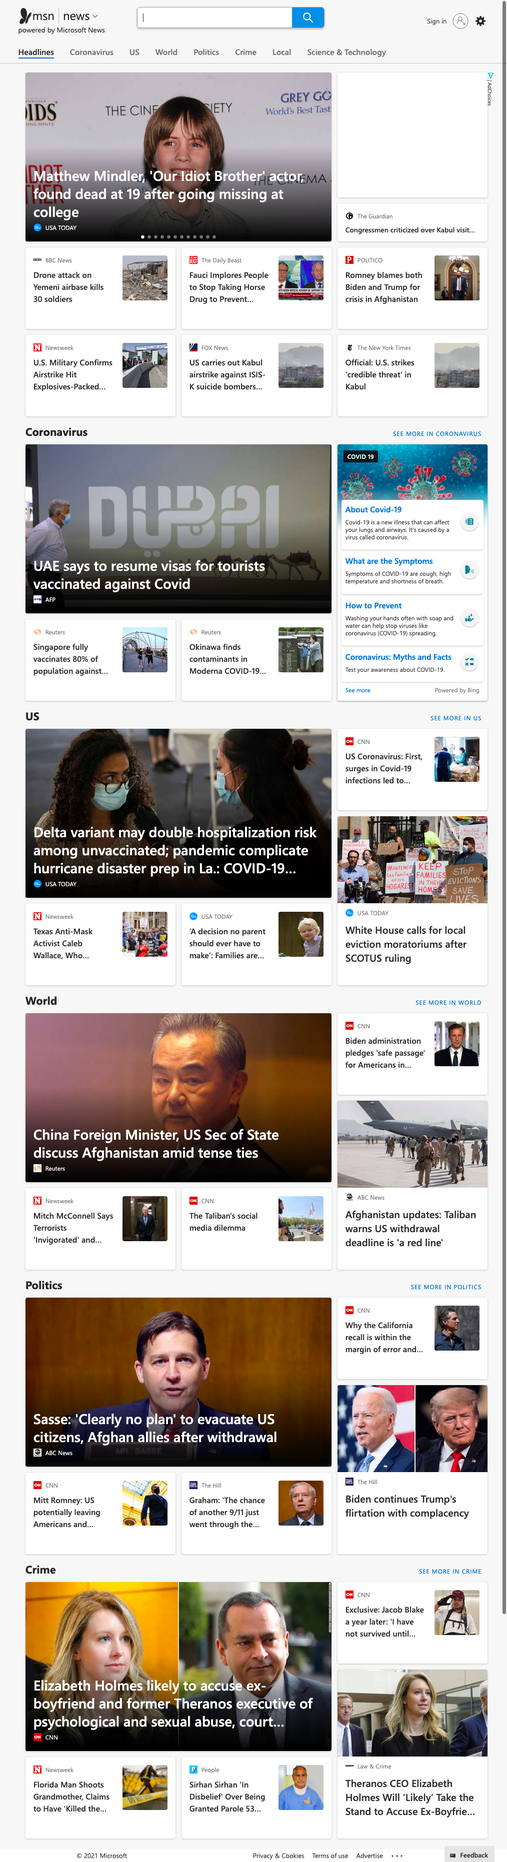 msn | news
powered by Microsoft News
Sign in
Headlines Coronavirus US World Politics Crime Local Science & Technology
THE CINE
GREY GO
World's Best Tast
Matthew Mindler, 'Our Idiot Brother' actor,
found dead at 19 after going missing at
college
USA TODAY
AdChoices
The Guardian
Congressmen criticized over Kabul visit...
BBC News
Drone attack on
Yemeni airbase kills
30 soldiers
The Daily Beast
Fauci Implores People
to Stop Taking Horse
Drug to Prevent...
POLITICO
Romney blames both
Biden and Trump for
crisis in Afghanistan
Newsweek
U.S. Military Confirms
Airstrike Hit
Explosives-Packed...
FOX News
US carries out Kabul
airstrike against ISIS-
K suicide bombers...
The New York Times
Official: U.S. strikes
'credible threat' in
Kabul
Coronavirus
SEE MORE IN CORONAVIRUS
DUBAI
UAE says to resume visas for tourists
vaccinated against Covid
AFP
COVID 19
About Covid-19
Covid-19 is a new illness that can affect
your lungs and airways. It's caused by a
virus called coronavirus.
What are the Symptoms
Symptoms of COVID-19 are cough, high
temperature and shortness of breath.
How to Prevent
Washing your hands often with soap and
water can help stop viruses like
coronavirus (COVID-19) spreading.
Coronavirus: Myths and Facts
Test your awareness about COVID-19.
See more
Powered by Bing
Reuters
Singapore fully
vaccinates 80% of
population against...
Reuters
Okinawa finds
contaminants in
Moderna COVID-19...
US
SEE MORE IN US
Delta variant may double hospitalization risk
among unvaccinated; pandemic complicate
hurricane disaster prep in La.: COVID-19...
USA TODAY
CNN
US Coronavirus: First,
surges in Covid-19
infections led to...
KEEP
FAMILIES
IN THEIR
STOP
EVICTIONS
SAVE
LIVES
USA TODAY
White House calls for local
eviction moratoriums after
SCOTUS ruling
Newsweek
Texas Anti-Mask
Activist Caleb
Wallace, Who...
USA TODAY
'A decision no parent
should ever have to
make': Families are...
World
SEE MORE IN WORLD
China Foreign Minister, US Sec of State
discuss Afghanistan amid tense ties
Reuters
CNN
Biden administration
pledges 'safe passage'
for Americans in...
ABC News
Afghanistan updates: Taliban
warns US withdrawal
deadline is 'a red line'
Newsweek
Mitch McConnell Says
Terrorists
'Invigorated' and...
CNN
The Taliban's social
media dilemma
Politics
SEE MORE IN POLITICS
Sasse: 'Clearly no plan' to evacuate US
citizens, Afghan allies after withdrawal
ABC News
CNN
Why the California
recall is within the
margin of error and...
The Hill
Biden continues Trump's
flirtation with complacency
CNN
Mitt Romney: US
potentially leaving
Americans and...
The Hill
Graham: 'The chance
of another 9/11 just
went through the...
Crime
SEE MORE IN CRIME
Elizabeth Holmes likely to accuse ex-
boyfriend and former Theranos executive of
psychological and sexual abuse, court...
CNN
CNN
Exclusive: Jacob Blake
a year later: 'I have
not survived until...
Law & Crime
Theranos CEO Elizabeth
Holmes Will 'Likely' Take the
Stand to Accuse Ex-Boyfrie...
Newsweek
Florida Man Shoots
Grandmother, Claims
to Have 'Killed the...
People
Sirhan Sirhan 'In
Disbelief' Over Being
Granted Parole 53...
© 2021 Microsoft
Privacy & Cookies Terms of use Advertise ...
Feedback